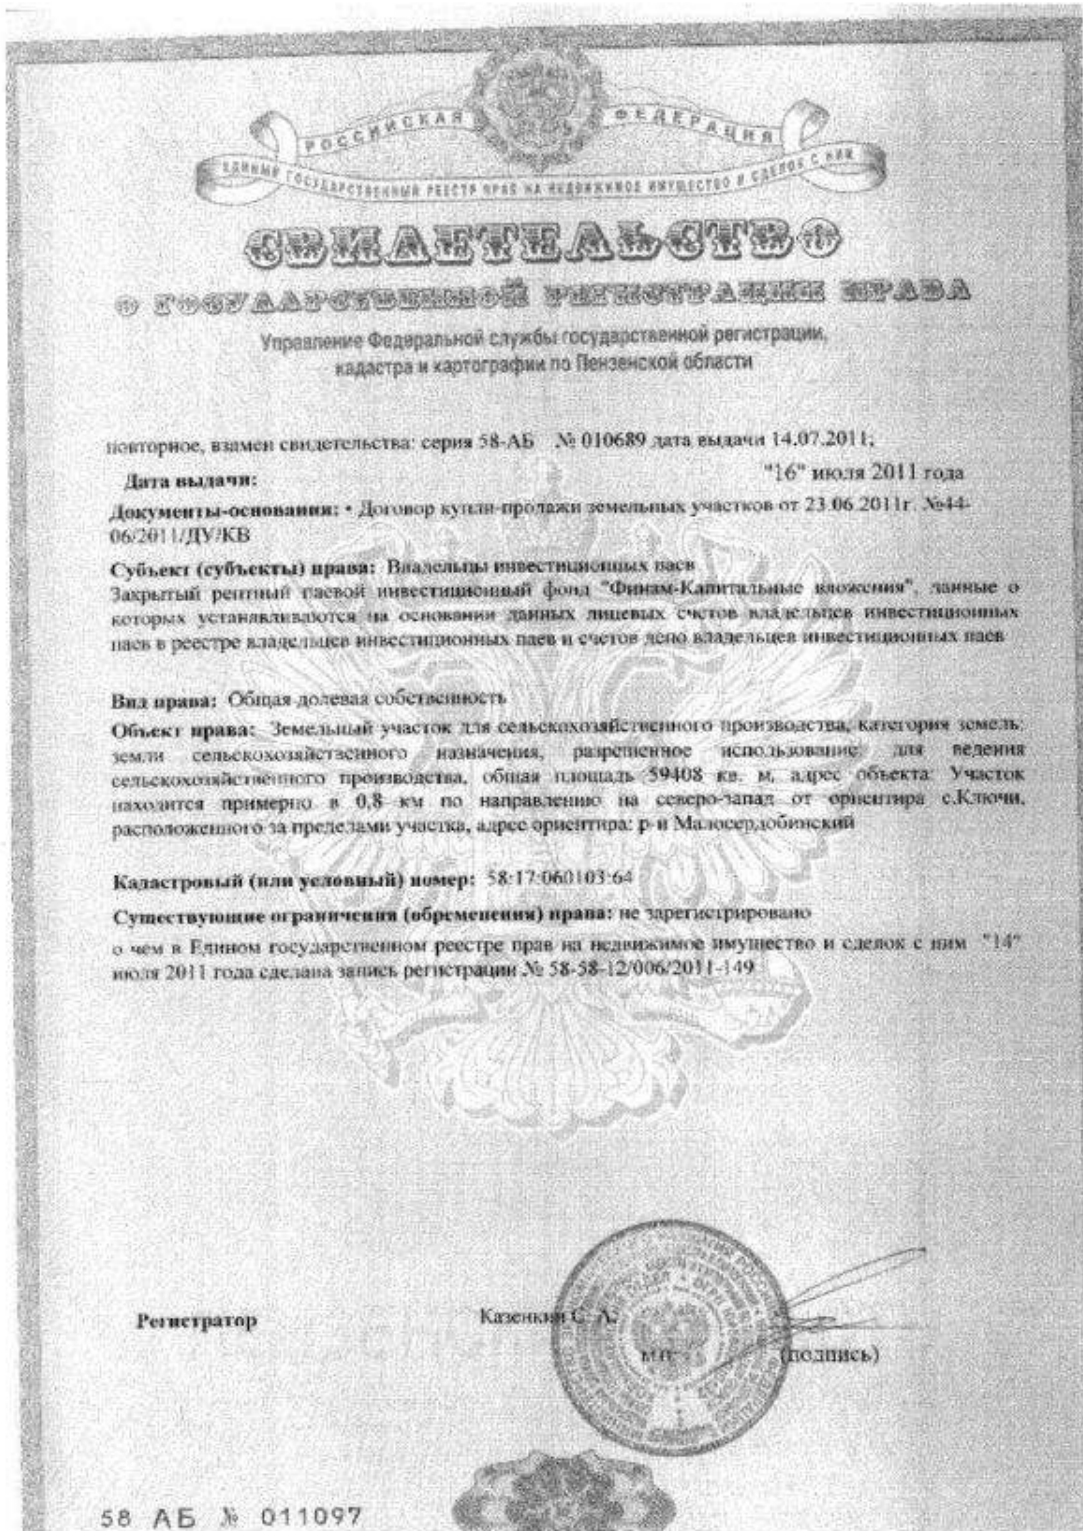 РОССИЙСКАЯ ФЕДЕРАЦИЯ
ЕДИНЫЙ ГОСУДАРСТВЕННЫЙ РЕЕСТР ПРАВ НА НЕДВИЖИМОЕ ИМУЩЕСТВО И СДЕЛОК С НИМ
СВИДЕТЕЛЬСТВО
О ГОСУДАРСТВЕННОЙ РЕГИСТРАЦИИ ПРАВА
Управление Федеральной службы государственной регистрации,
кадастра и картографии по Пензенской области
повторное, взамен свидетельства: серия 58-АБ № 010689 дата выдачи 14.07.2011;
Дата выдачи: "16" июля 2011 года
Документы-основания: • Договор купли-продажи земельных участков от 23.06.2011г. №44-
06/2011/ДУ/КВ
Субъект (субъекты) права: Владельцы инвестиционных паев
Закрытый рентный паевой инвестиционный фонд "Финам-Капитальные вложения", данные о
которых устанавливаются на основании данных лицевых счетов владельцев инвестиционных
паев в реестре владельцев инвестиционных паев и счетов депо владельцев инвестиционных паев
Вид права: Общая долевая собственность
Объект права: Земельный участок для сельскохозяйственного производства, категория земель:
земли сельскохозяйственного назначения, разрешенное использование: для ведения
сельскохозяйственного производства, общая площадь 59408 кв. м, адрес объекта: Участок
находится примерно в 0,8 км по направлению на северо-запад от ориентира с.Ключи,
расположенного за пределами участка, адрес ориентира: р-н Малосердобинский
Кадастровый (или условный) номер: 58:17:060103:64
Существующие ограничения (обременения) права: не зарегистрировано
о чем в Едином государственном реестре прав на недвижимое имущество и сделок с ним "14"
июля 2011 года сделана запись регистрации № 58-58-12/006/2011-149
Регистратор Казенкин С. А.
М.П. (подпись)
58 АБ № 011097